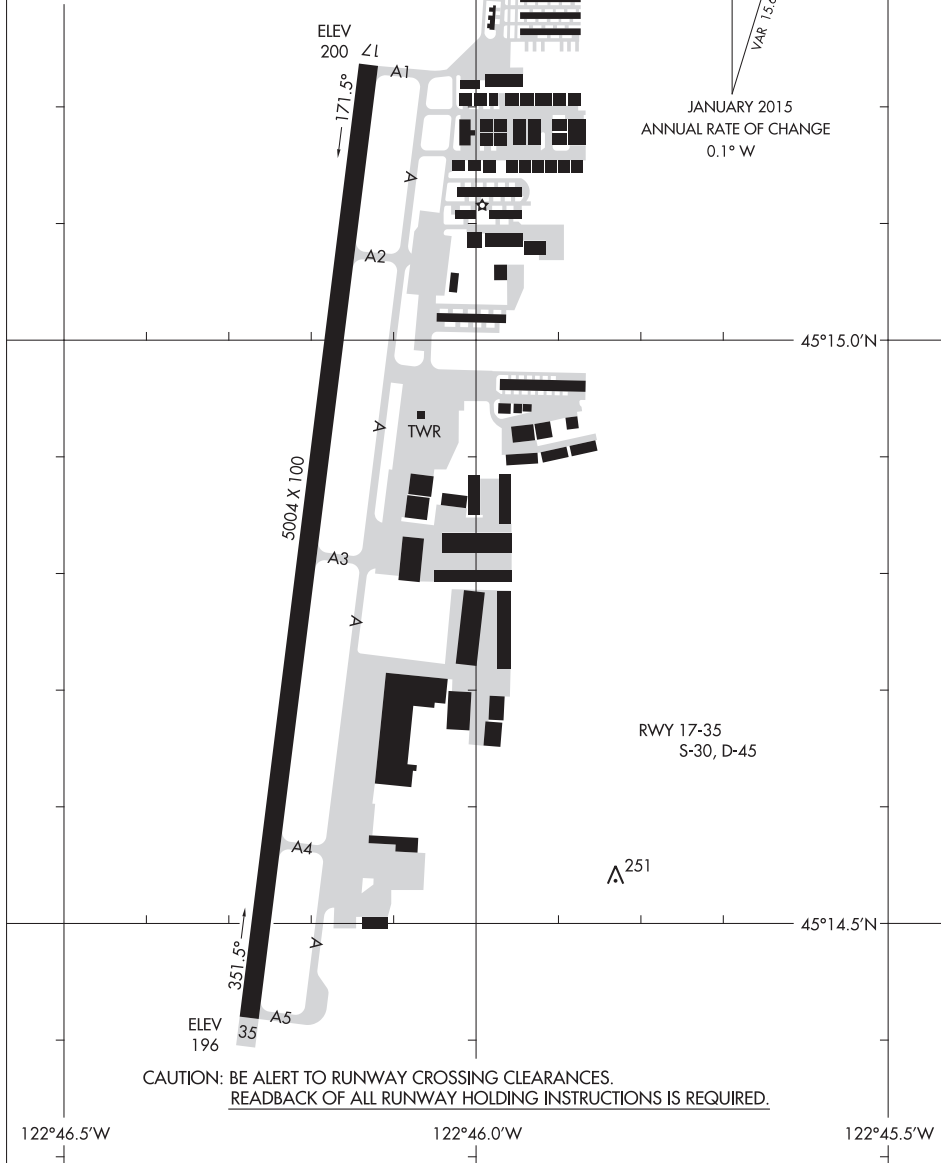 VAR 15.6
ELEV
200
17
A1
171.5°
JANUARY 2015
ANNUAL RATE OF CHANGE
0.1° W
A
A2
45°15.0'N
A
TWR
5004 X 100
A3
A
RWY 17-35
S-30, D-45
A4
251
45°14.5'N
A
351.5°
A5
ELEV
196
35
CAUTION: BE ALERT TO RUNWAY CROSSING CLEARANCES.
READBACK OF ALL RUNWAY HOLDING INSTRUCTIONS IS REQUIRED.
122°46.5'W
122°46.0'W
122°45.5'W